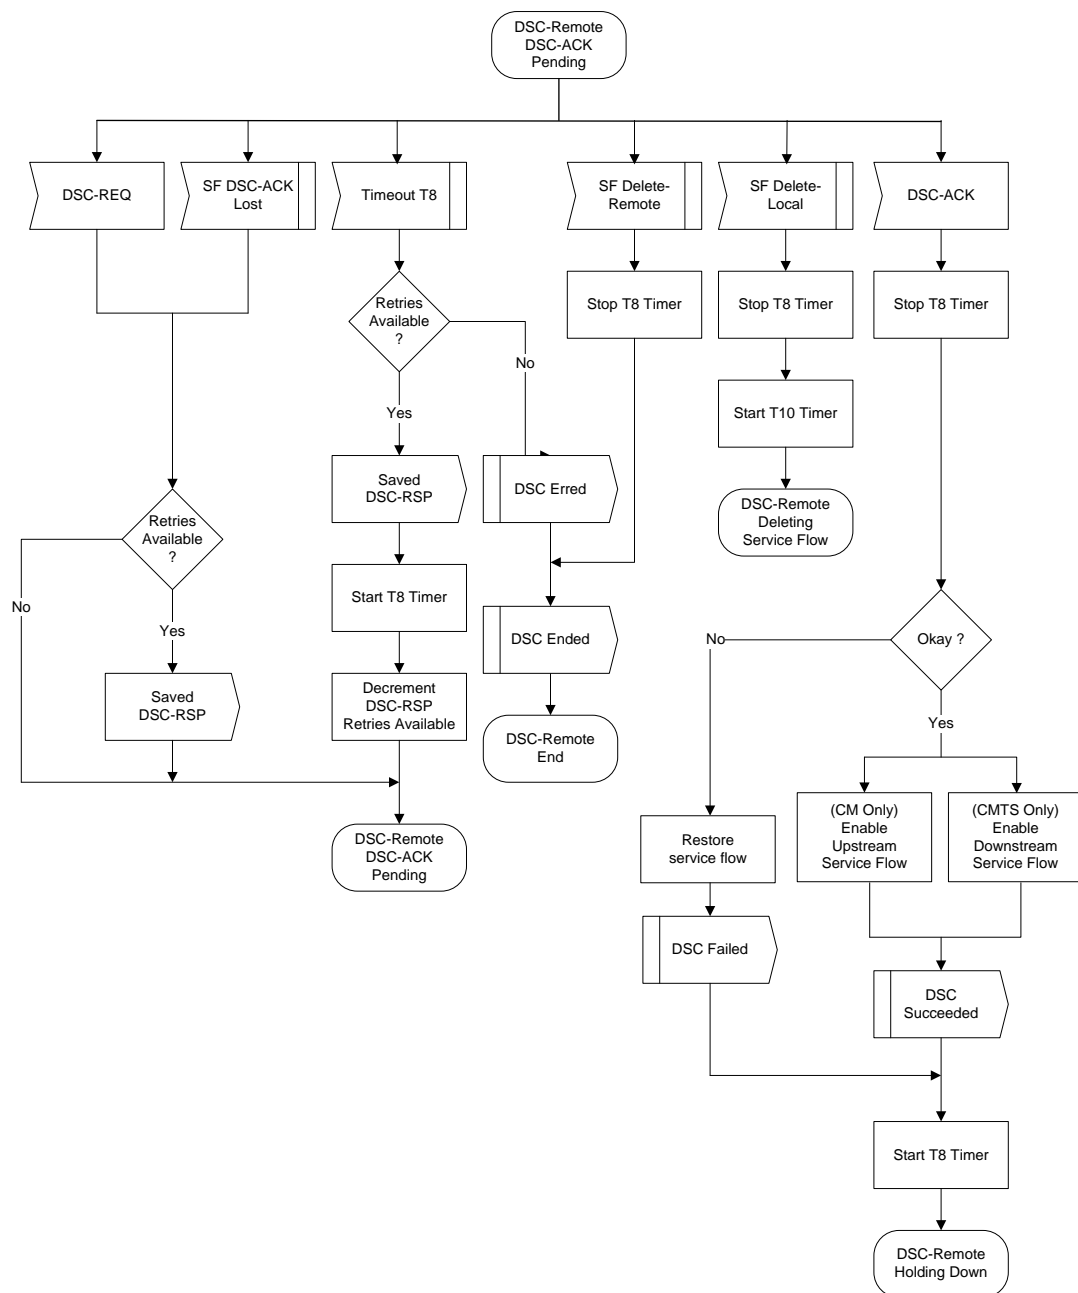 DSC-Remote
DSC-ACK
Pending
DSC-REQ
SF DSC-ACK
Lost
Timeout T8
SF Delete-
Remote
SF Delete-
Local
DSC-ACK
Retries
Available
?
Stop T8 Timer
Stop T8 Timer
Stop T8 Timer
No
Yes
Start T10 Timer
Saved
DSC-RSP
DSC Erred
DSC-Remote
Deleting
Service Flow
Retries
Available
?
No
Yes
Start T8 Timer
DSC Ended
Okay ?
No
Yes
Saved
DSC-RSP
Decrement
DSC-RSP
Retries Available
DSC-Remote
End
DSC-Remote
DSC-ACK
Pending
Restore
service flow
(CM Only)
Enable
Upstream
Service Flow
(CMTS Only)
Enable
Downstream
Service Flow
DSC Failed
DSC
Succeeded
Start T8 Timer
DSC-Remote
Holding Down